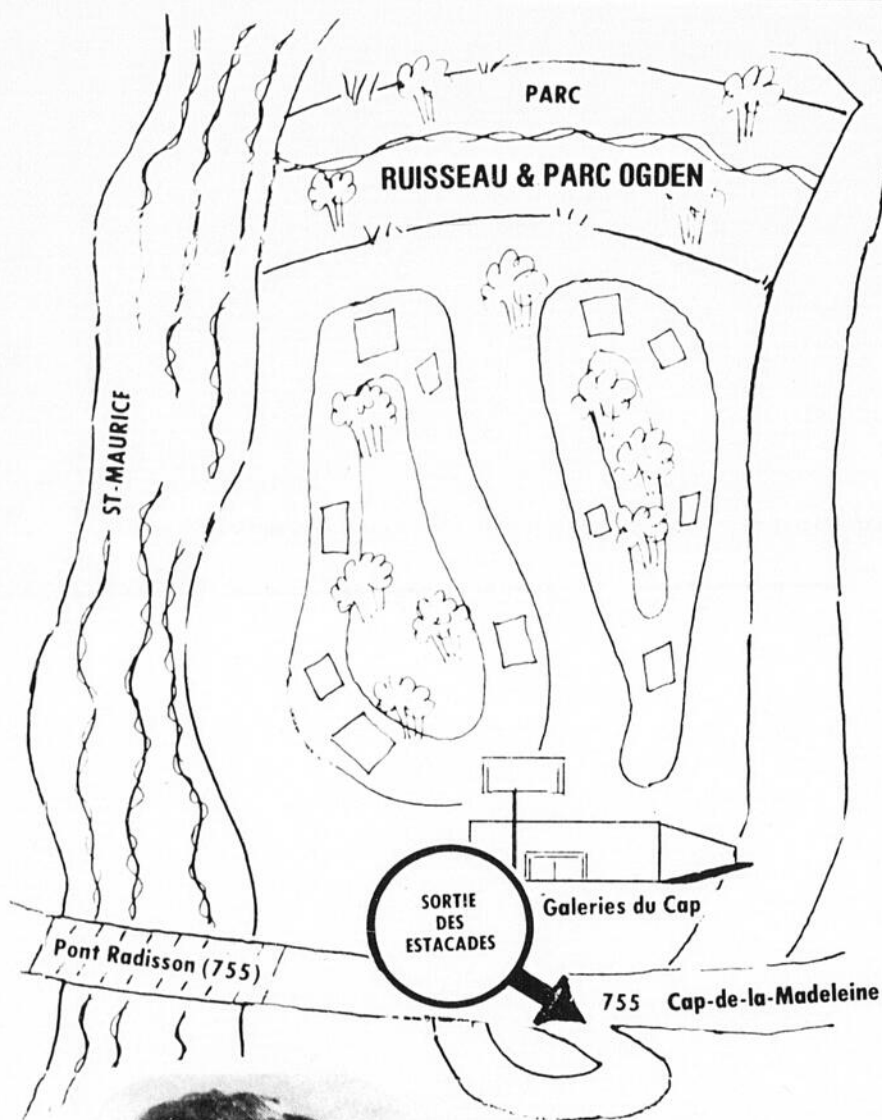 PARC
RUISSEAU & PARC OGDEN
ST-MAURICE
SORTIE
DES
ESTACADES
Galeries du Cap
Pont Radisson (755)
755 Cap-de-la-Madeleine